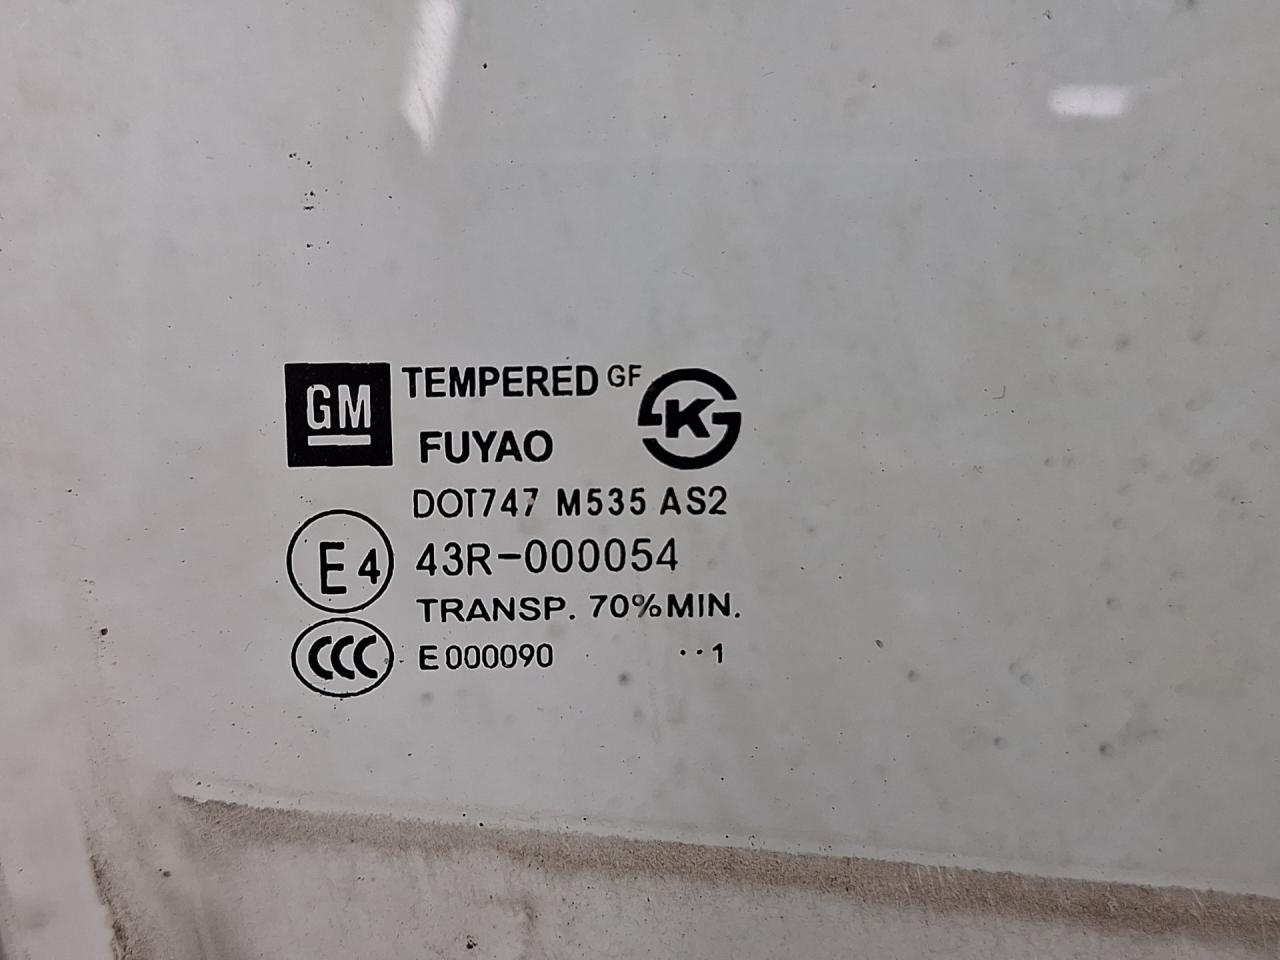 GM
TEMPERED GF
FUYAO
K
DOT747 M535 AS2
E4 43R-000054
TRANSP. 70% MIN.
CCC E000090 ··1